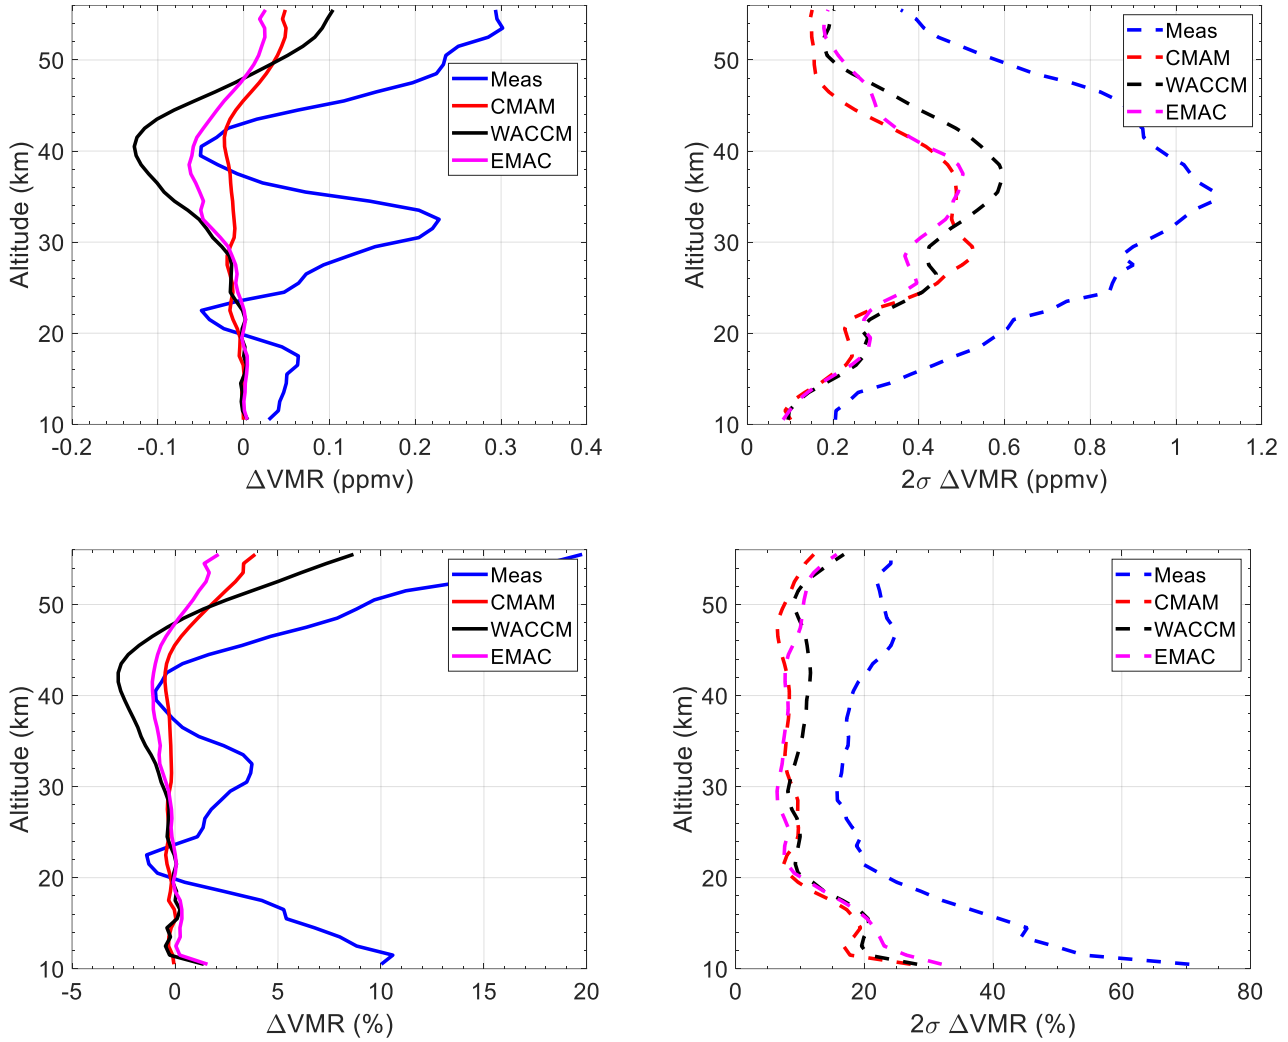 50
40
30
20
10
Altitude (km)
-0.2
-0.1
0
0.1
0.2
0.3
0.4
ΔVMR (ppmv)
Meas
CMAM
WACCM
EMAC
50
40
30
20
10
Altitude (km)
0
0.2
0.4
0.6
0.8
1
1.2
2σ ΔVMR (ppmv)
Meas
CMAM
WACCM
EMAC
50
40
30
20
10
Altitude (km)
-5
0
5
10
15
20
ΔVMR (%)
Meas
CMAM
WACCM
EMAC
50
40
30
20
10
Altitude (km)
0
20
40
60
80
2σ ΔVMR (%)
Meas
CMAM
WACCM
EMAC